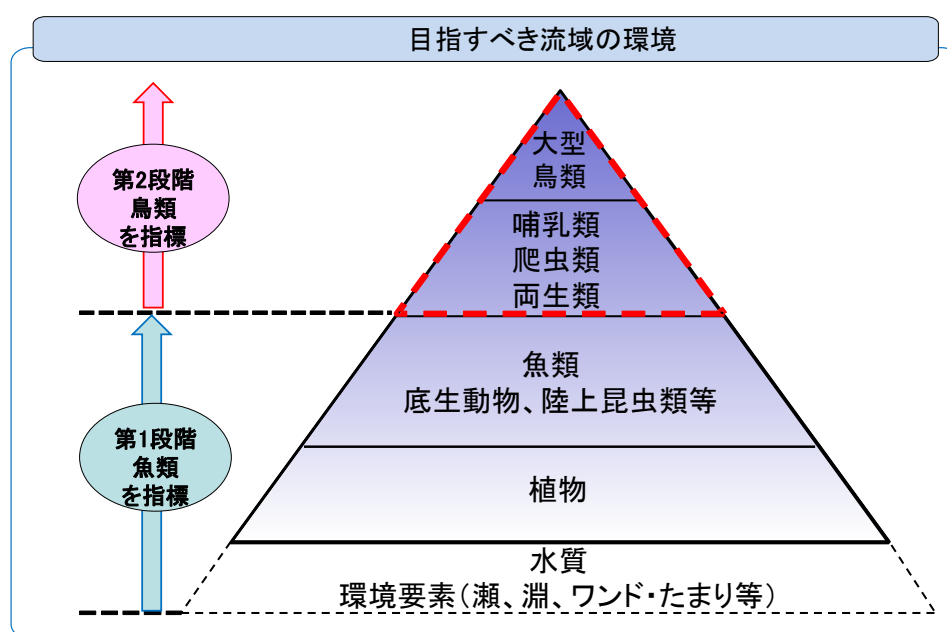 目指すべき流域の環境
大型
鳥類
哺乳類
爬虫類
両生類
第2段階
鳥類
を指標
魚類
底生動物、陸上昆虫類等
植物
第1段階
魚類
を指標
水質
環境要素（瀬、淵、ワンド・たまり等）